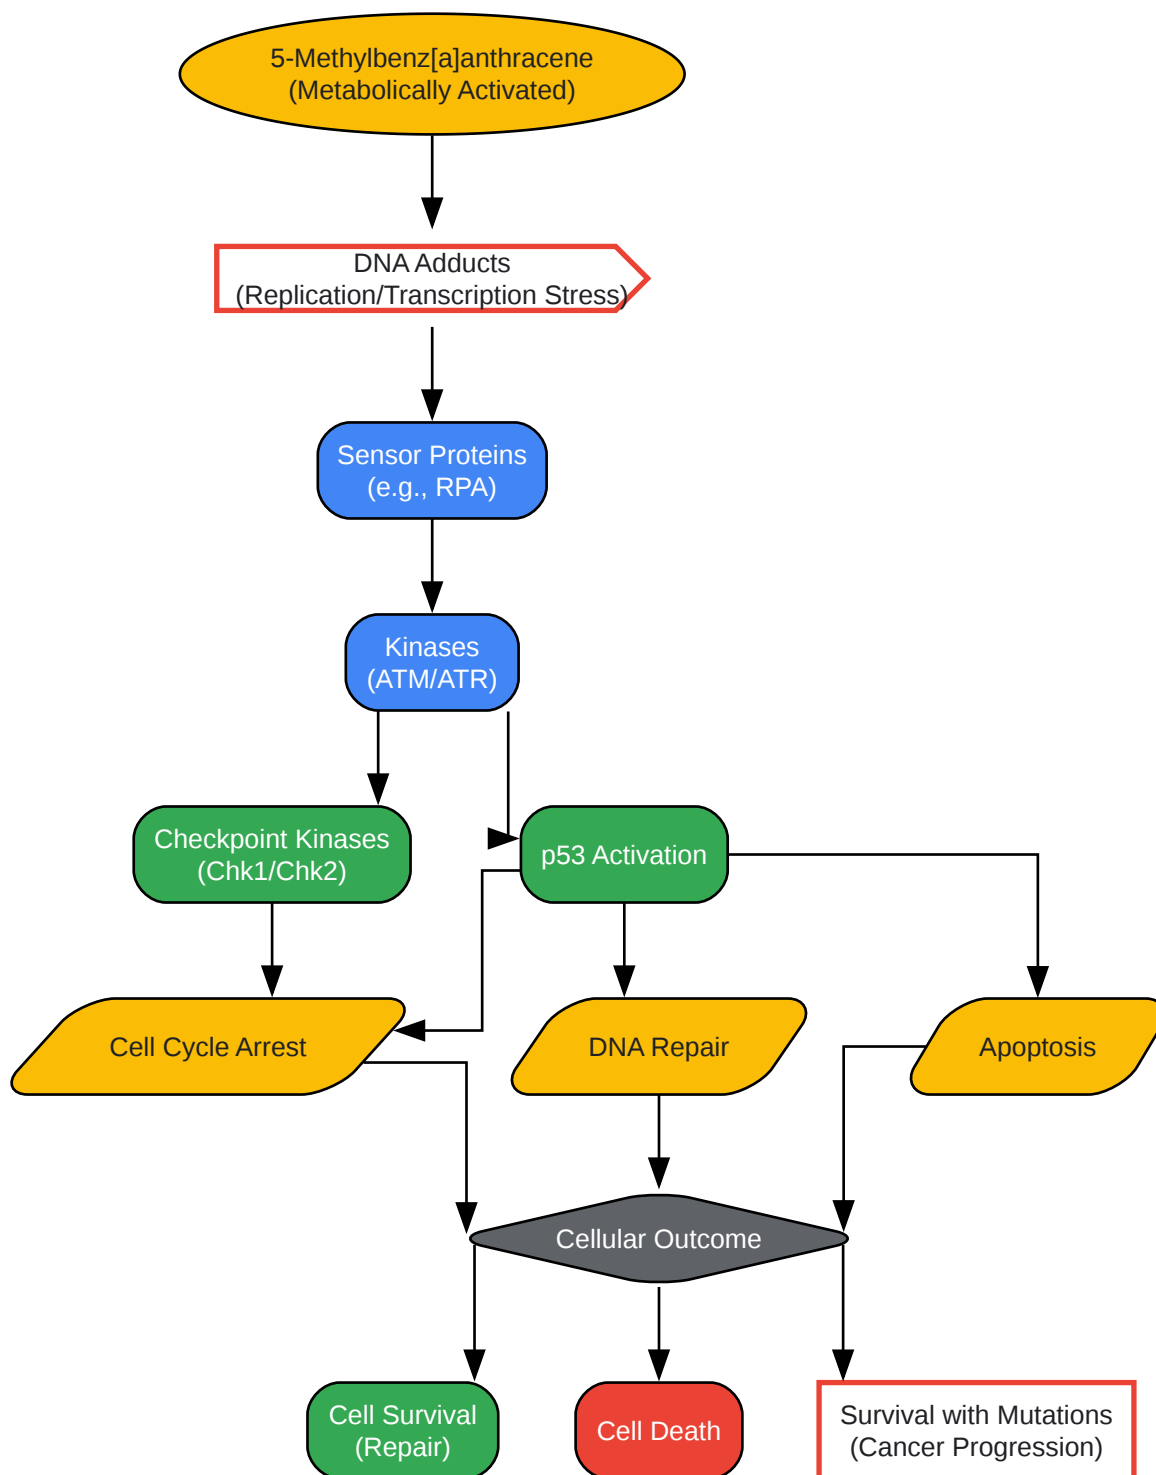 5-Methylbenz[a]anthracene
(Metabolically Activated)
DNA Adducts
(Replication/Transcription Stress)
Sensor Proteins
(e.g., RPA)
Kinases
(ATM/ATR)
Checkpoint Kinases
(Chk1/Chk2)
p53 Activation
Cell Cycle Arrest
DNA Repair
Apoptosis
Cellular Outcome
Cell Survival
(Repair)
Cell Death
Survival with Mutations
(Cancer Progression)